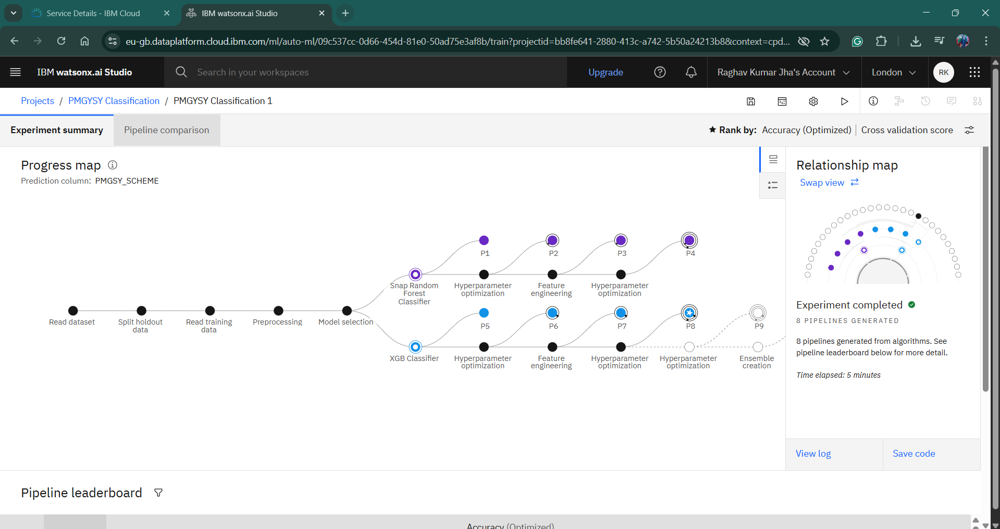 Service Details - IBM Cloud
IBM watsonx.ai Studio
eu-gb.dataplatform.cloud.ibm.com/ml/auto-ml/09c537cc-0d66-454d-81e0-50ad75e3af8b/train?projectid=bb8fe641-2880-413c-a742-5b50a24213b8&context=cpd...
IBM watsonx.ai Studio
Search in your workspaces
Upgrade
Raghav Kumar Jha's Account
London
RK
Projects / PMGYSY Classification / PMGYSY Classification 1
Experiment summary
Pipeline comparison
Rank by: Accuracy (Optimized) | Cross validation score
Progress map
Prediction column: PMGSY_SCHEME
P1
P2
P3
P4
Snap Random
Forest
Classifier
Hyperparameter
optimization
Feature
engineering
Hyperparameter
optimization
Read dataset
Split holdout
data
Read training
data
Preprocessing
Model selection
P5
P6
P7
P8
P9
XGB Classifier
Hyperparameter
optimization
Feature
engineering
Hyperparameter
optimization
Hyperparameter
optimization
Ensemble
creation
Relationship map
Swap view
Experiment completed
8 PIPELINES GENERATED
8 pipelines generated from algorithms. See
pipeline leaderboard below for more detail.
Time elapsed: 5 minutes
View log
Save code
Pipeline leaderboard
Accuracy (Optimized)